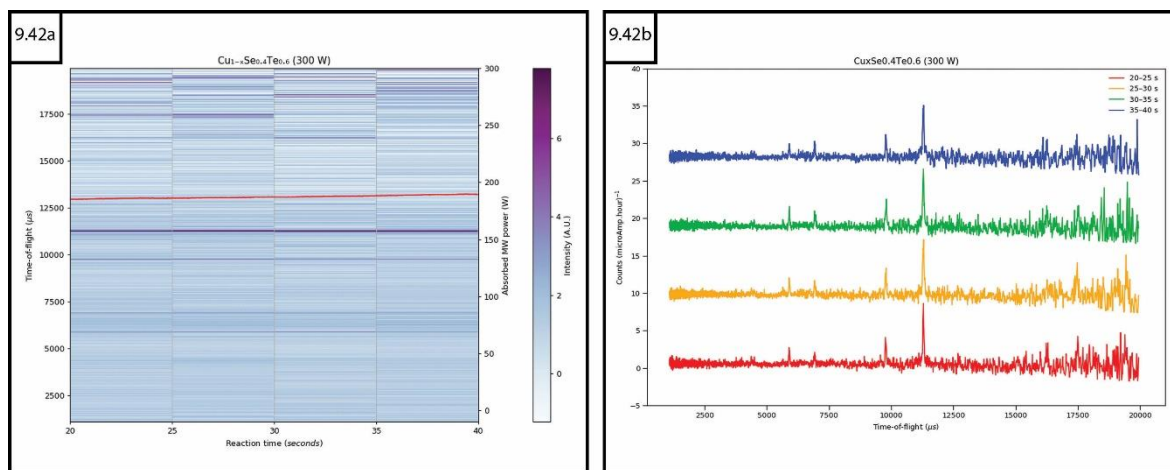 9.42a
Cu₁₋ₓSe₀.₄Te₀.₆ (300 W)
17500
15000
12500
10000
7500
5000
2500
Time-of-flight (μs)
20
25
30
35
40
Reaction time (seconds)
300
250
200
150
100
50
0
Absorbed MW power (W)
6
4
2
0
Intensity (A.U.)
9.42b
CuxSe0.4Te0.6 (300 W)
40
35
30
25
20
15
10
5
0
−5
Counts (microAmp hour)⁻¹
20–25 s
25–30 s
30–35 s
35–40 s
2500
5000
7500
10000
12500
15000
17500
20000
Time-of-flight (μs)